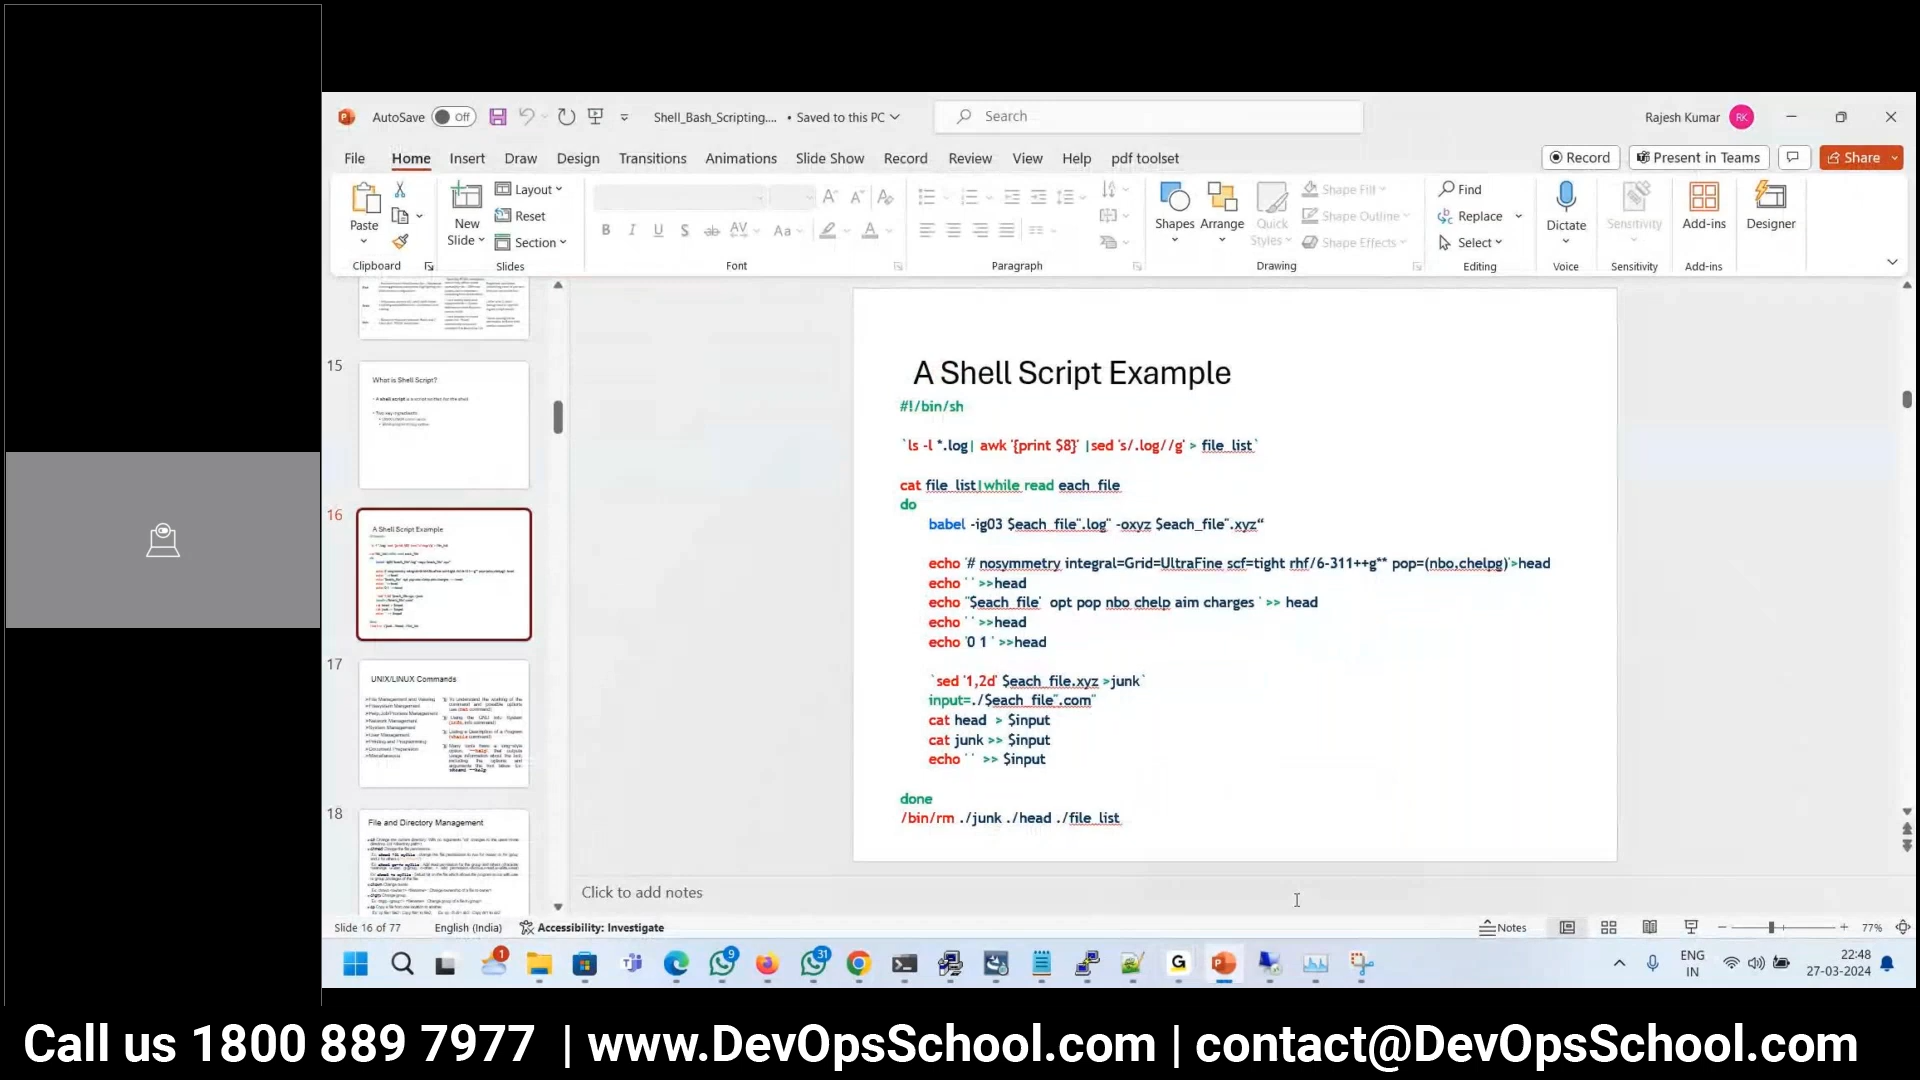 AutoSave Off Shell_Bash_Scripting.... • Saved to this PC Search Rajesh Kumar RK
File Home Insert Draw Design Transitions Animations Slide Show Record Review View Help pdf toolset Record Present in Teams Share
Paste New Slide Layout Reset Section B I U S ab AV Aa A Shapes Arrange Quick Styles Shape Fill Shape Outline Shape Effects Find Replace Select Dictate Sensitivity Add-ins Designer
Clipboard Slides Font Paragraph Drawing Editing Voice Sensitivity Add-ins
15
What is Shell Script?
16
A Shell Script Example
17
UNIX/LINUX Commands
18
File and Directory Management
A Shell Script Example
#!/bin/sh
`ls -l *.log| awk '{print $8}' |sed 's/.log//g' > file_list`
cat file_list|while read each_file
do
babel -ig03 $each_file".log" -oxyz $each_file".xyz“
echo '# nosymmetry integral=Grid=UltraFine scf=tight rhf/6-311++g** pop=(nbo,chelpg)'>head
echo ' ' >>head
echo ''$each_file' opt pop nbo chelp aim charges ' >> head
echo ' ' >>head
echo '0 1 ' >>head
`sed '1,2d' $each_file.xyz >junk`
input=./$each_file".com"
cat head > $input
cat junk >> $input
echo ' ' >> $input
done
/bin/rm ./junk ./head ./file_list
Click to add notes
Slide 16 of 77 English (India) Accessibility: Investigate Notes 77%
1 9 31 G ENG IN 22:48 27-03-2024
Call us 1800 889 7977 | www.DevOpsSchool.com | contact@DevOpsSchool.com